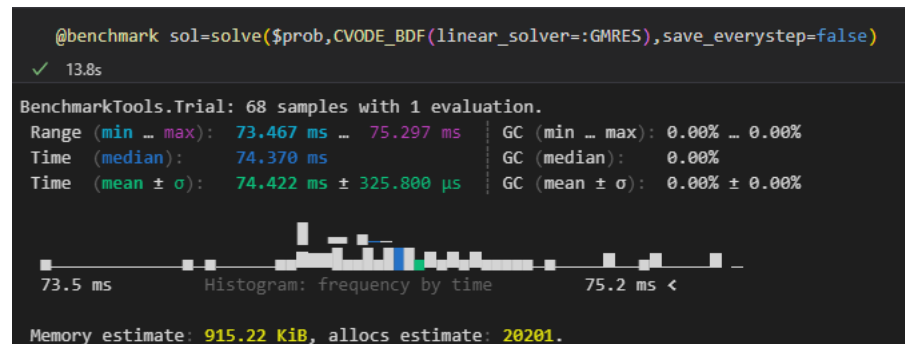 @benchmark sol=solve($prob,CVODE_BDF(linear_solver=:GMRES),save_everystep=false)
✓ 13.8s
BenchmarkTools.Trial: 68 samples with 1 evaluation.
Range (min … max): 73.467 ms … 75.297 ms ┊ GC (min … max): 0.00% … 0.00%
Time (median): 74.370 ms ┊ GC (median): 0.00%
Time (mean ± σ): 74.422 ms ± 325.800 μs ┊ GC (mean ± σ): 0.00% ± 0.00%
73.5 ms Histogram: frequency by time 75.2 ms <
Memory estimate: 915.22 KiB, allocs estimate: 20201.